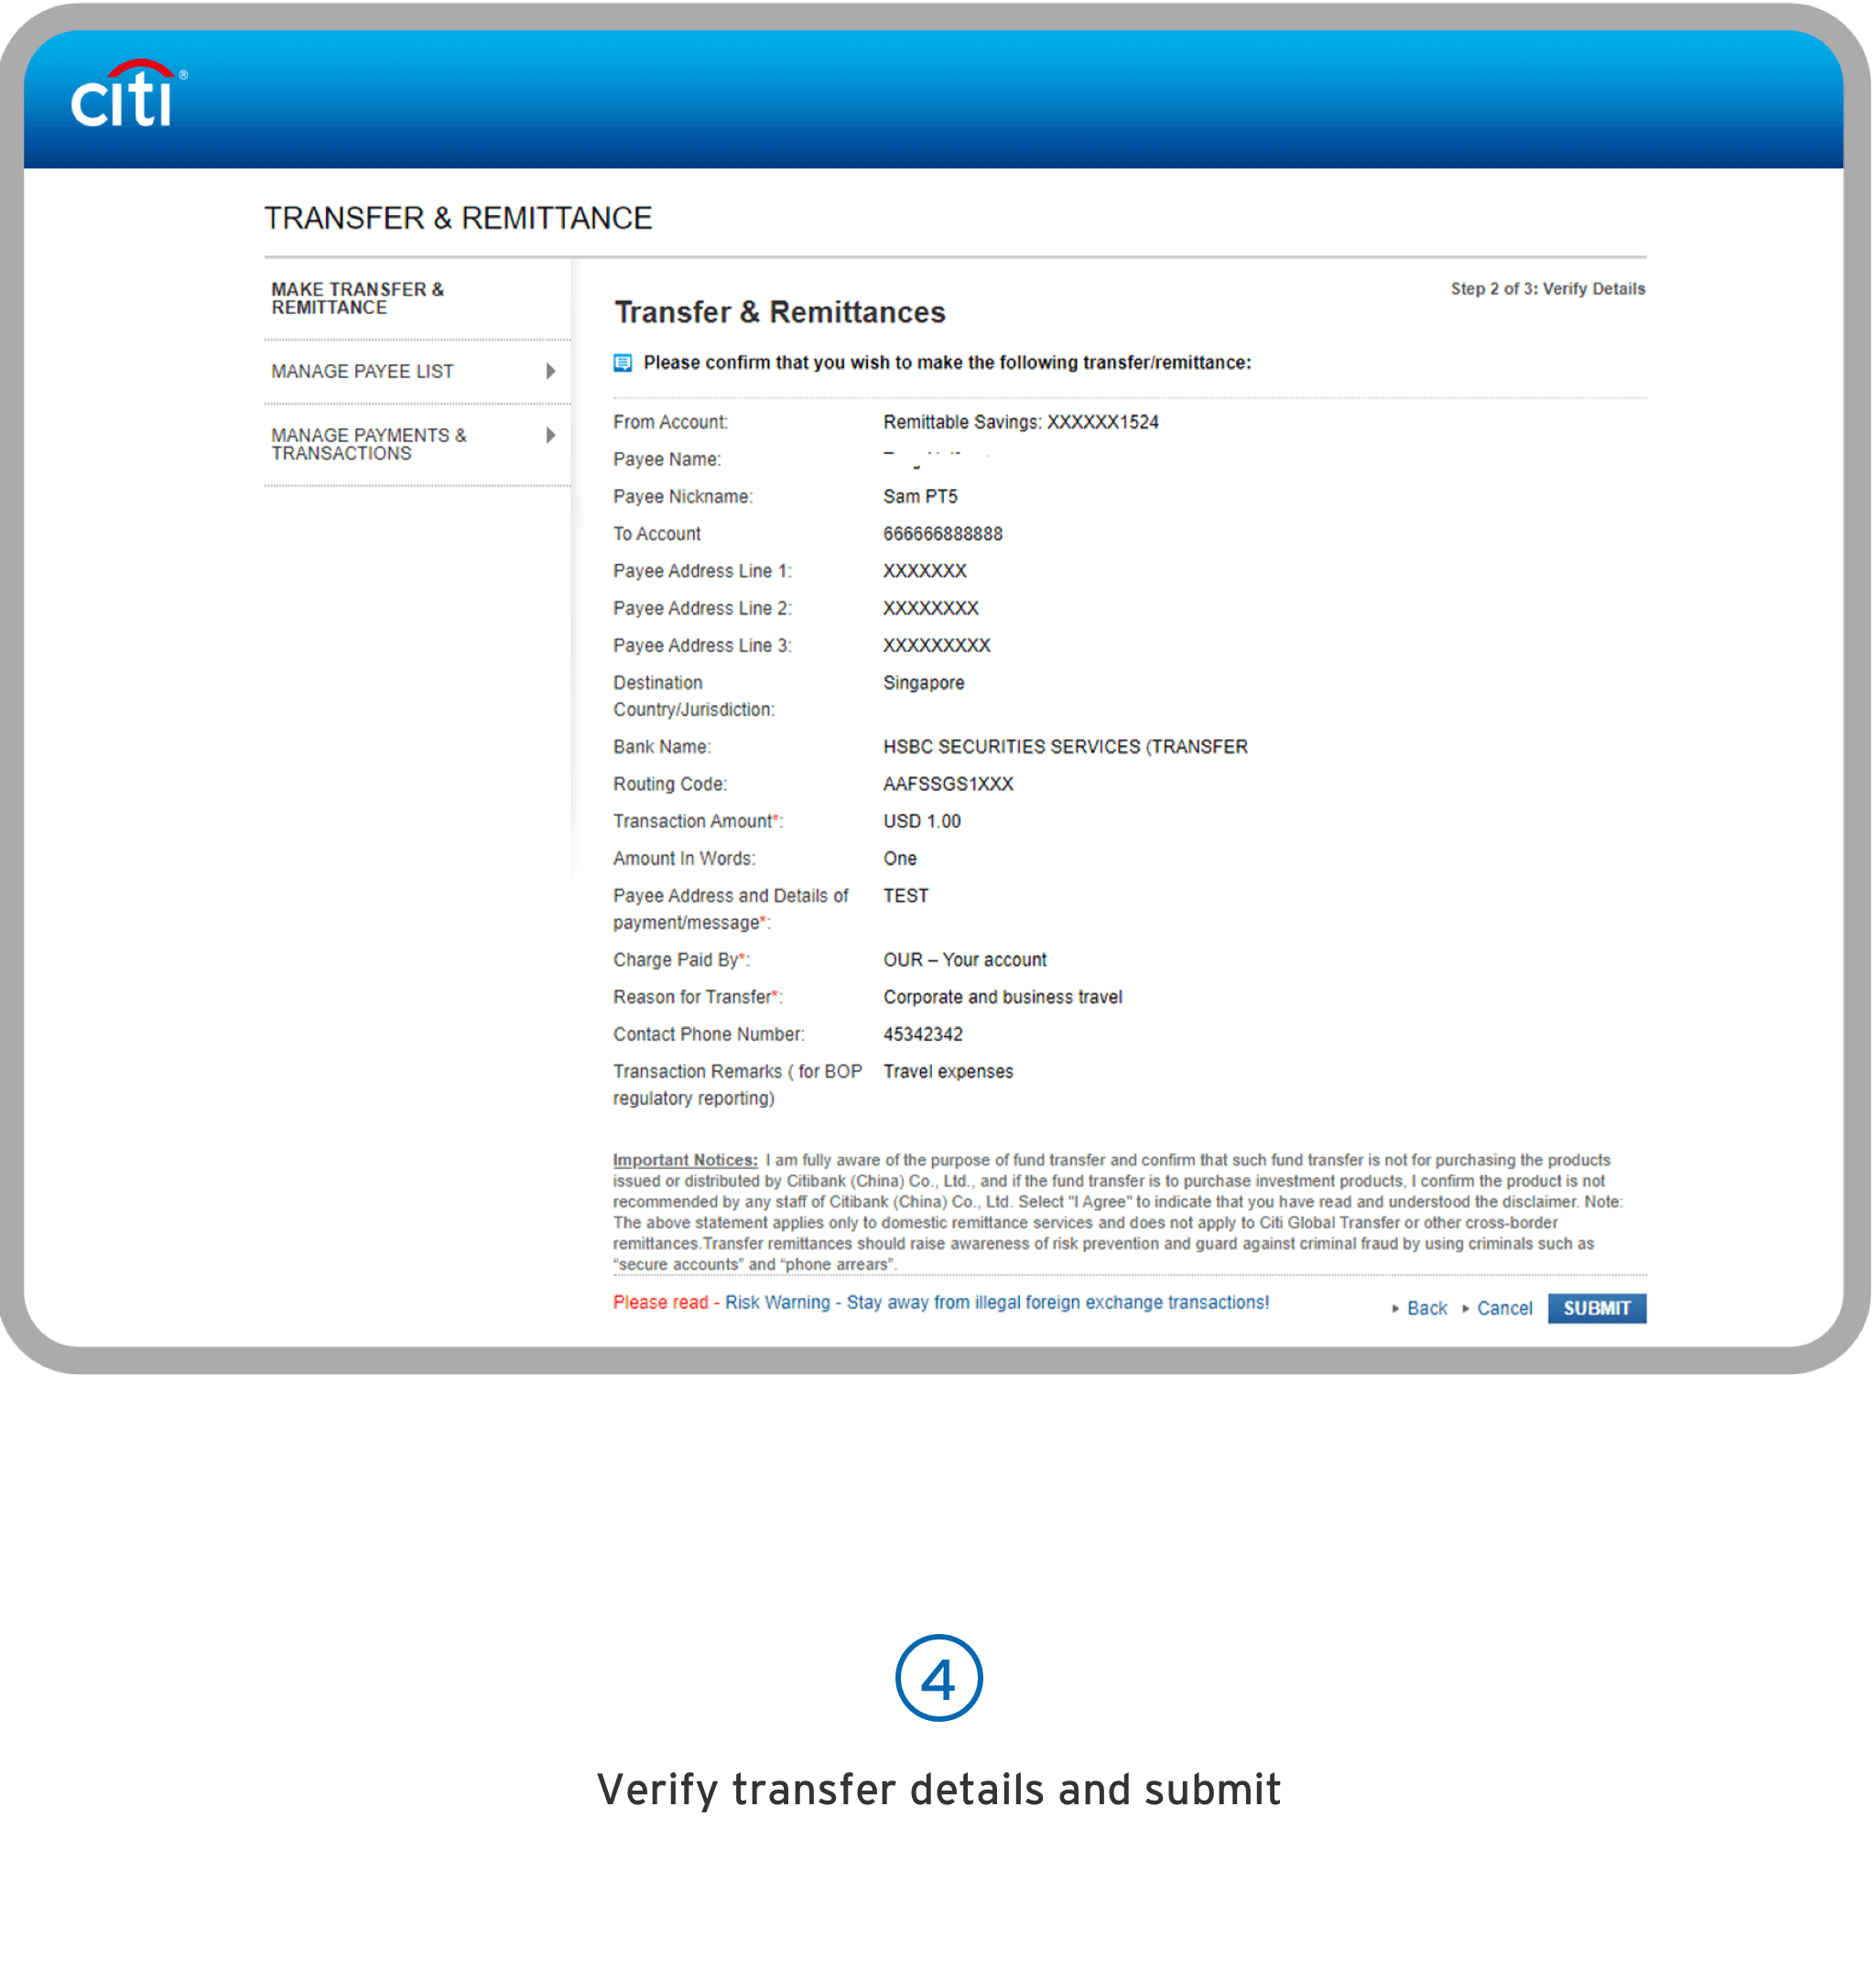 citi®
TRANSFER & REMITTANCE
MAKE TRANSFER &
REMITTANCE
MANAGE PAYEE LIST
MANAGE PAYMENTS &
TRANSACTIONS
Step 2 of 3: Verify Details
Transfer & Remittances
Please confirm that you wish to make the following transfer/remittance:
From Account: Remittable Savings: XXXXXX1524
Payee Name:
Payee Nickname: Sam PT5
To Account 666666888888
Payee Address Line 1: XXXXXXX
Payee Address Line 2: XXXXXXXX
Payee Address Line 3: XXXXXXXXX
Destination Singapore
Country/Jurisdiction:
Bank Name: HSBC SECURITIES SERVICES (TRANSFER
Routing Code: AAFSSGS1XXX
Transaction Amount*: USD 1.00
Amount In Words: One
Payee Address and Details of TEST
payment/message*:
Charge Paid By*: OUR – Your account
Reason for Transfer*: Corporate and business travel
Contact Phone Number: 45342342
Transaction Remarks ( for BOP Travel expenses
regulatory reporting)
Important Notices: I am fully aware of the purpose of fund transfer and confirm that such fund transfer is not for purchasing the products
issued or distributed by Citibank (China) Co., Ltd., and if the fund transfer is to purchase investment products, I confirm the product is not
recommended by any staff of Citibank (China) Co., Ltd. Select "I Agree" to indicate that you have read and understood the disclaimer. Note:
The above statement applies only to domestic remittance services and does not apply to Citi Global Transfer or other cross-border
remittances.Transfer remittances should raise awareness of risk prevention and guard against criminal fraud by using criminals such as
“secure accounts” and “phone arrears”.
Please read - Risk Warning - Stay away from illegal foreign exchange transactions!
Back Cancel SUBMIT
4
Verify transfer details and submit